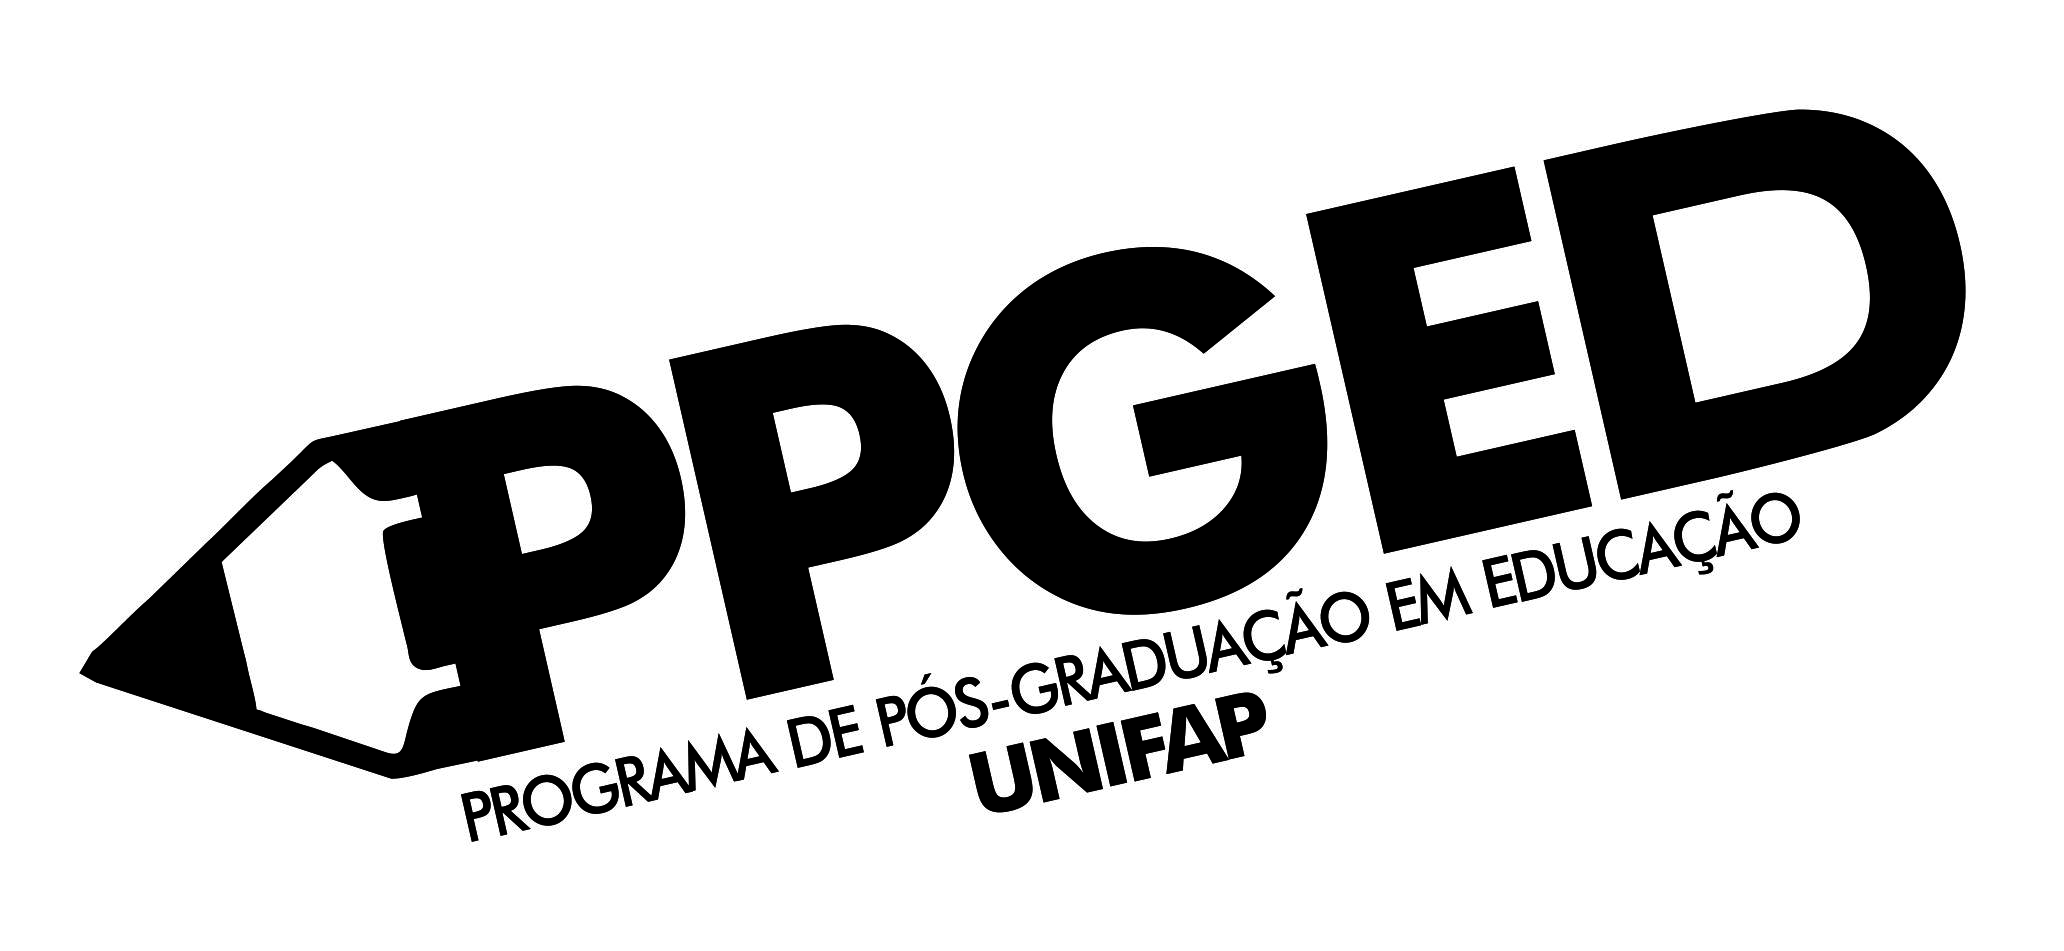 PPGED
PROGRAMA DE PÓS-GRADUAÇÃO EM EDUCAÇÃO
UNIFAP